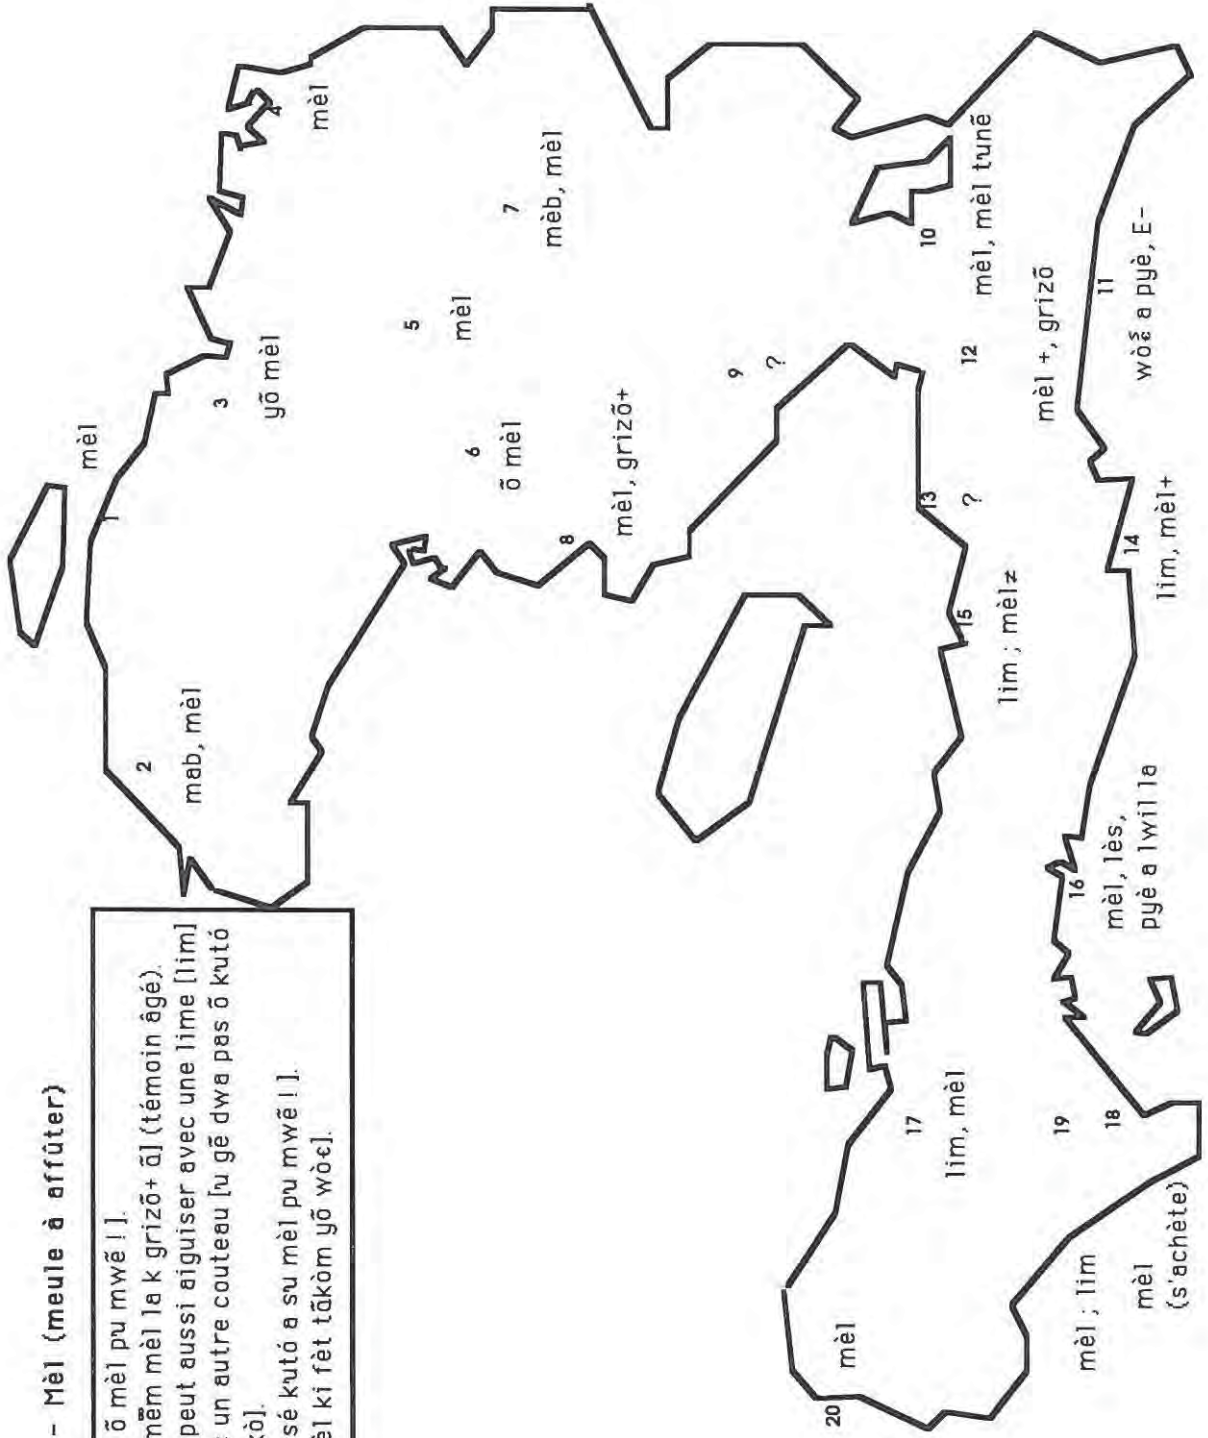 – Mèl (meule à affûter)
õ mèl pu mwẽ ! ].
mẽm mèl la k grizõ+ ã] (témoin âgé).
peut aussi aiguiser avec une lime [lim]
un autre couteau [u gẽ dwa pas õ kutó
sé kutó a su mèl pu mwẽ ! ].
ki fèt tãkòm yõ wòɛ].
mèl
1
2
mab, mèl
3
yõ mèl
4
mèl
5
mèl
6
õ mèl
7
mèb, mèl
8
mèl, grizõ+
9
?
10
mèl, mèl tunẽ
12
mèl +, grizõ
11
a pyè, E–
13
?
14
lim, mèl+
15
lim ; mèl≠
16
mèl, lès,
pyè a lwil la
17
lim, mèl
19
mèl ; lim
18
mèl
(s'achète)
20
mèl